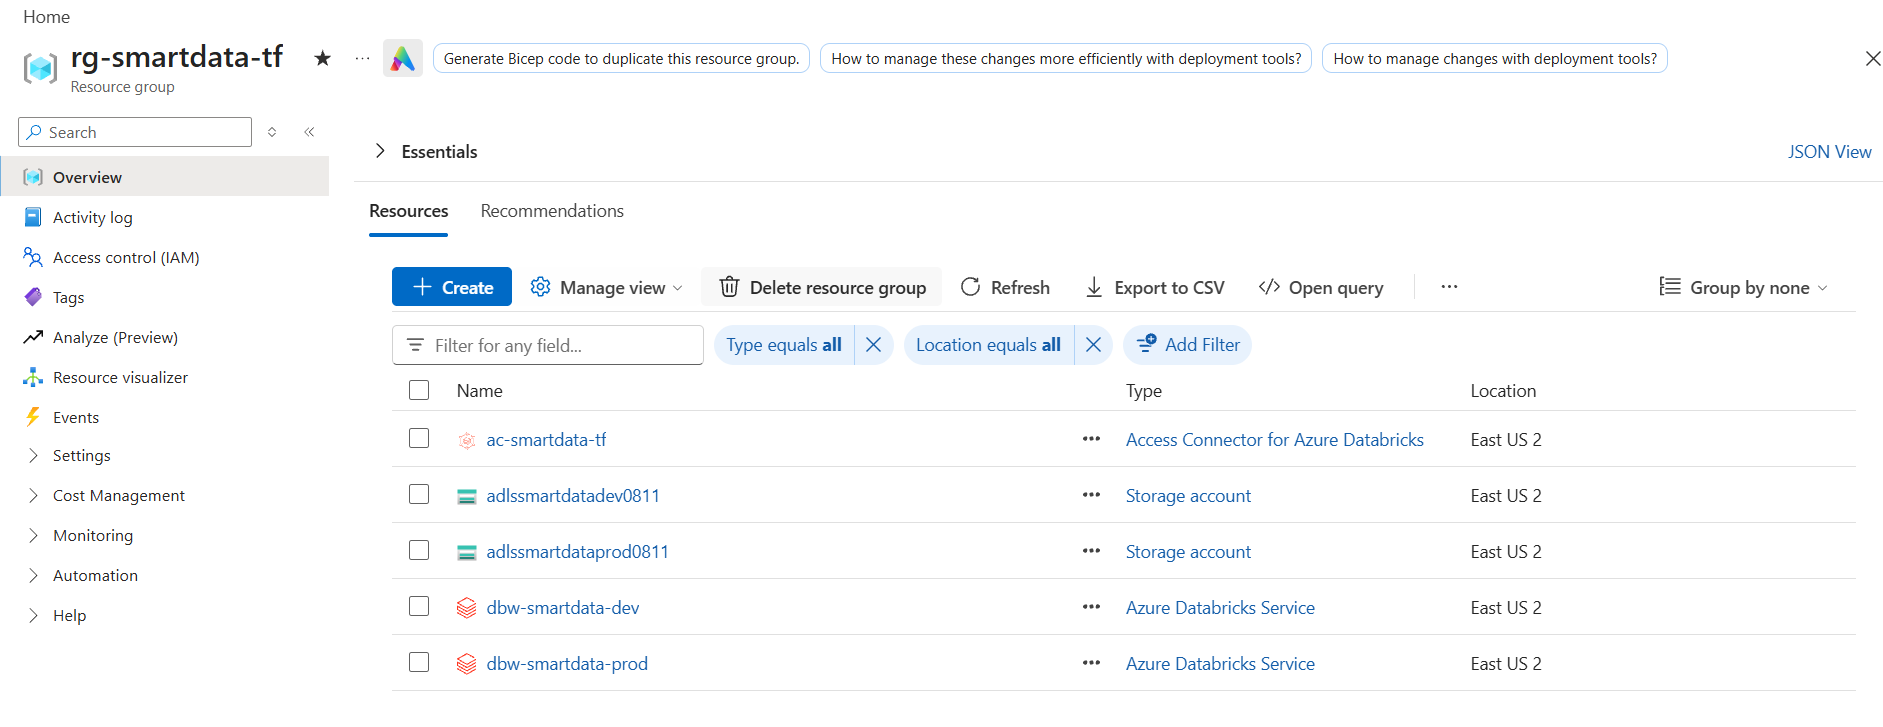 Home
rg-smartdata-tf
Resource group
Generate Bicep code to duplicate this resource group.
How to manage these changes more efficiently with deployment tools?
How to manage changes with deployment tools?
Search
Overview
Activity log
Access control (IAM)
Tags
Analyze (Preview)
Resource visualizer
Events
Settings
Cost Management
Monitoring
Automation
Help
Essentials
JSON View
Resources Recommendations
Create Manage view Delete resource group Refresh Export to CSV Open query Group by none
Filter for any field... Type equals all Location equals all Add Filter
Name Type Location
ac-smartdata-tf Access Connector for Azure Databricks East US 2
adlssmartdatadev0811 Storage account East US 2
adlssmartdataprod0811 Storage account East US 2
dbw-smartdata-dev Azure Databricks Service East US 2
dbw-smartdata-prod Azure Databricks Service East US 2